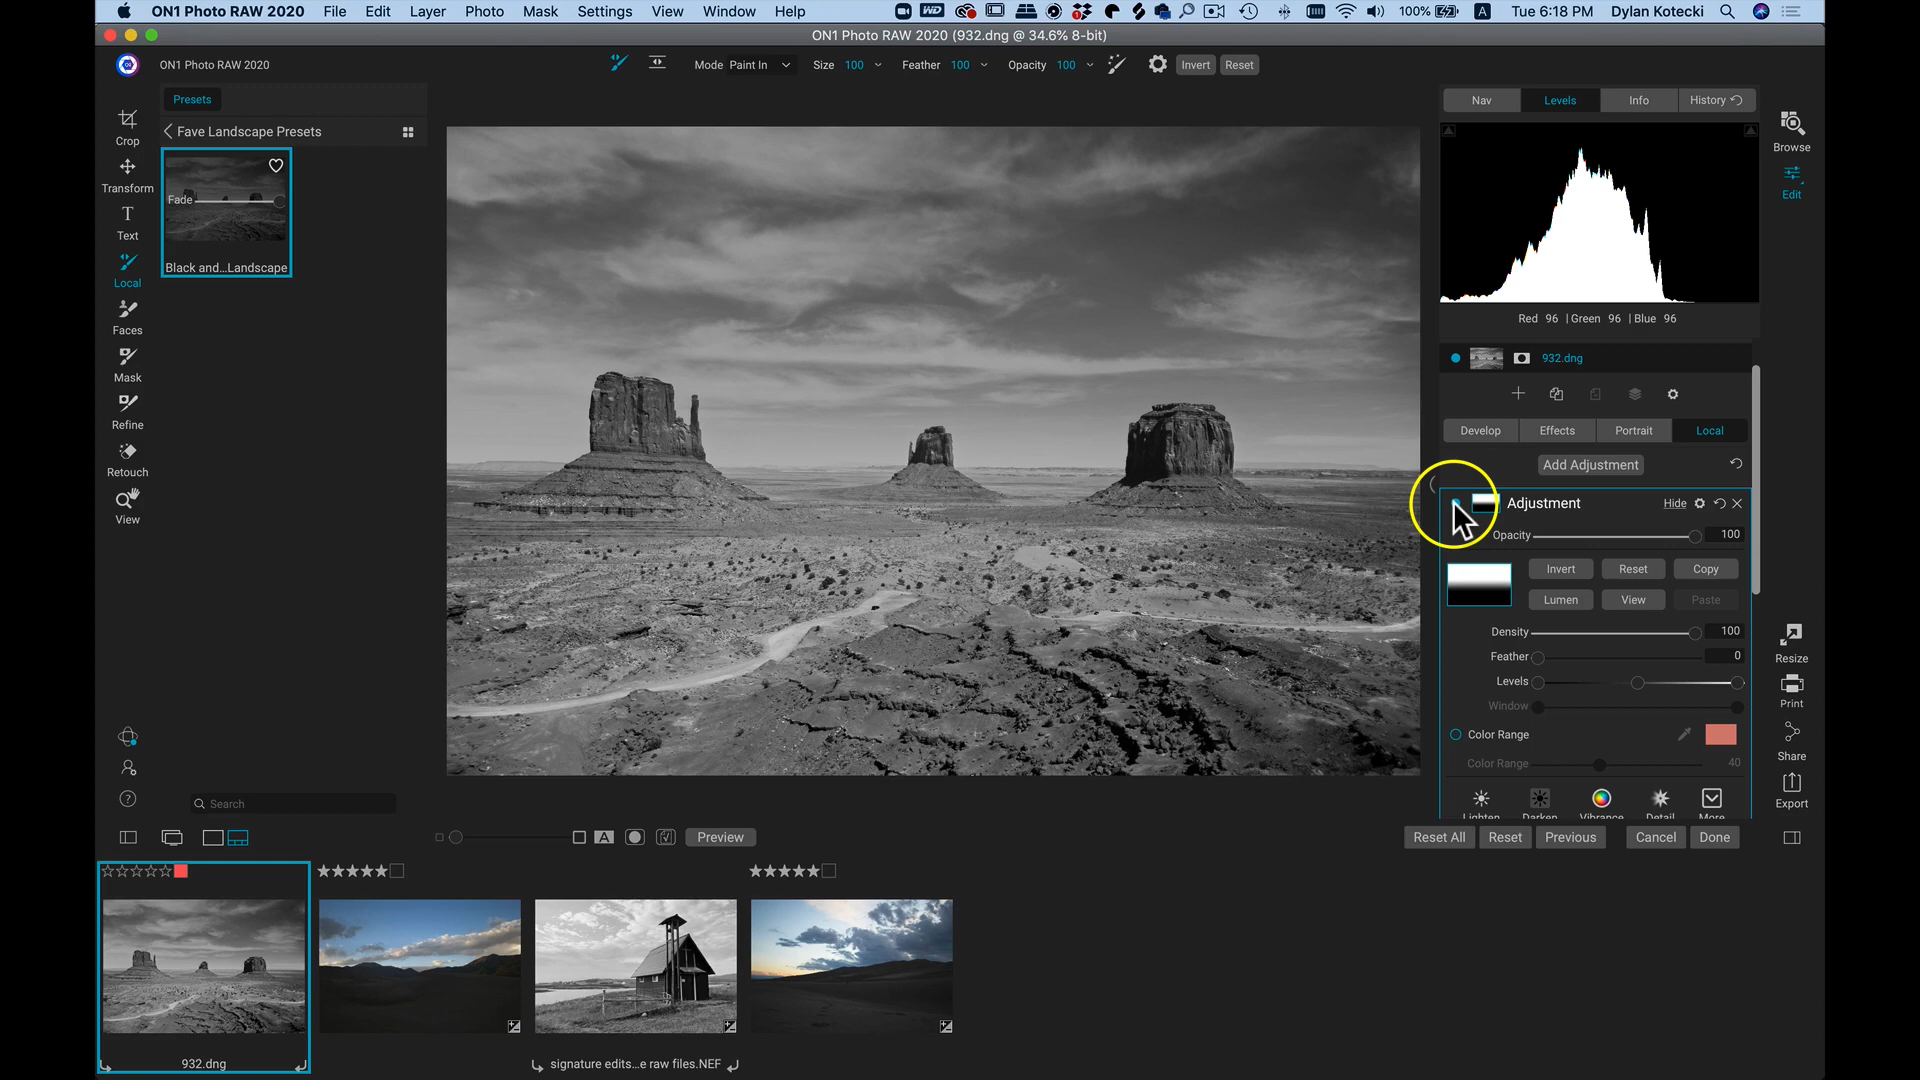 ON1 Photo RAW 2020 File Edit Layer Photo Mask Settings View Window Help 100% A Tue 6:18 PM Dylan Kotecki
ON1 Photo RAW 2020 (932.dng @ 34.6% 8-bit)
ON1 Photo RAW 2020 Mode Paint In Size 100 Feather 100 Opacity 100 Invert Reset
Presets
Fave Landscape Presets
Fade
Black and...Landscape
Crop
Transform
T
Text
Local
Faces
Mask
Refine
Retouch
View
Search
Nav Levels Info History
Red 96 | Green 96 | Blue 96
932.dng
Develop Effects Portrait Local
Add Adjustment
Adjustment Hide
Opacity 100
Invert Reset Copy
Lumen View Paste
Density 100
Feather 0
Levels
Window
Color Range
Color Range 40
Lighten Darken Vibrance Detail More
Browse
Edit
Resize
Print
Share
Export
A Preview
Reset All Reset Previous Cancel Done
932.dng
signature edits...e raw files.NEF